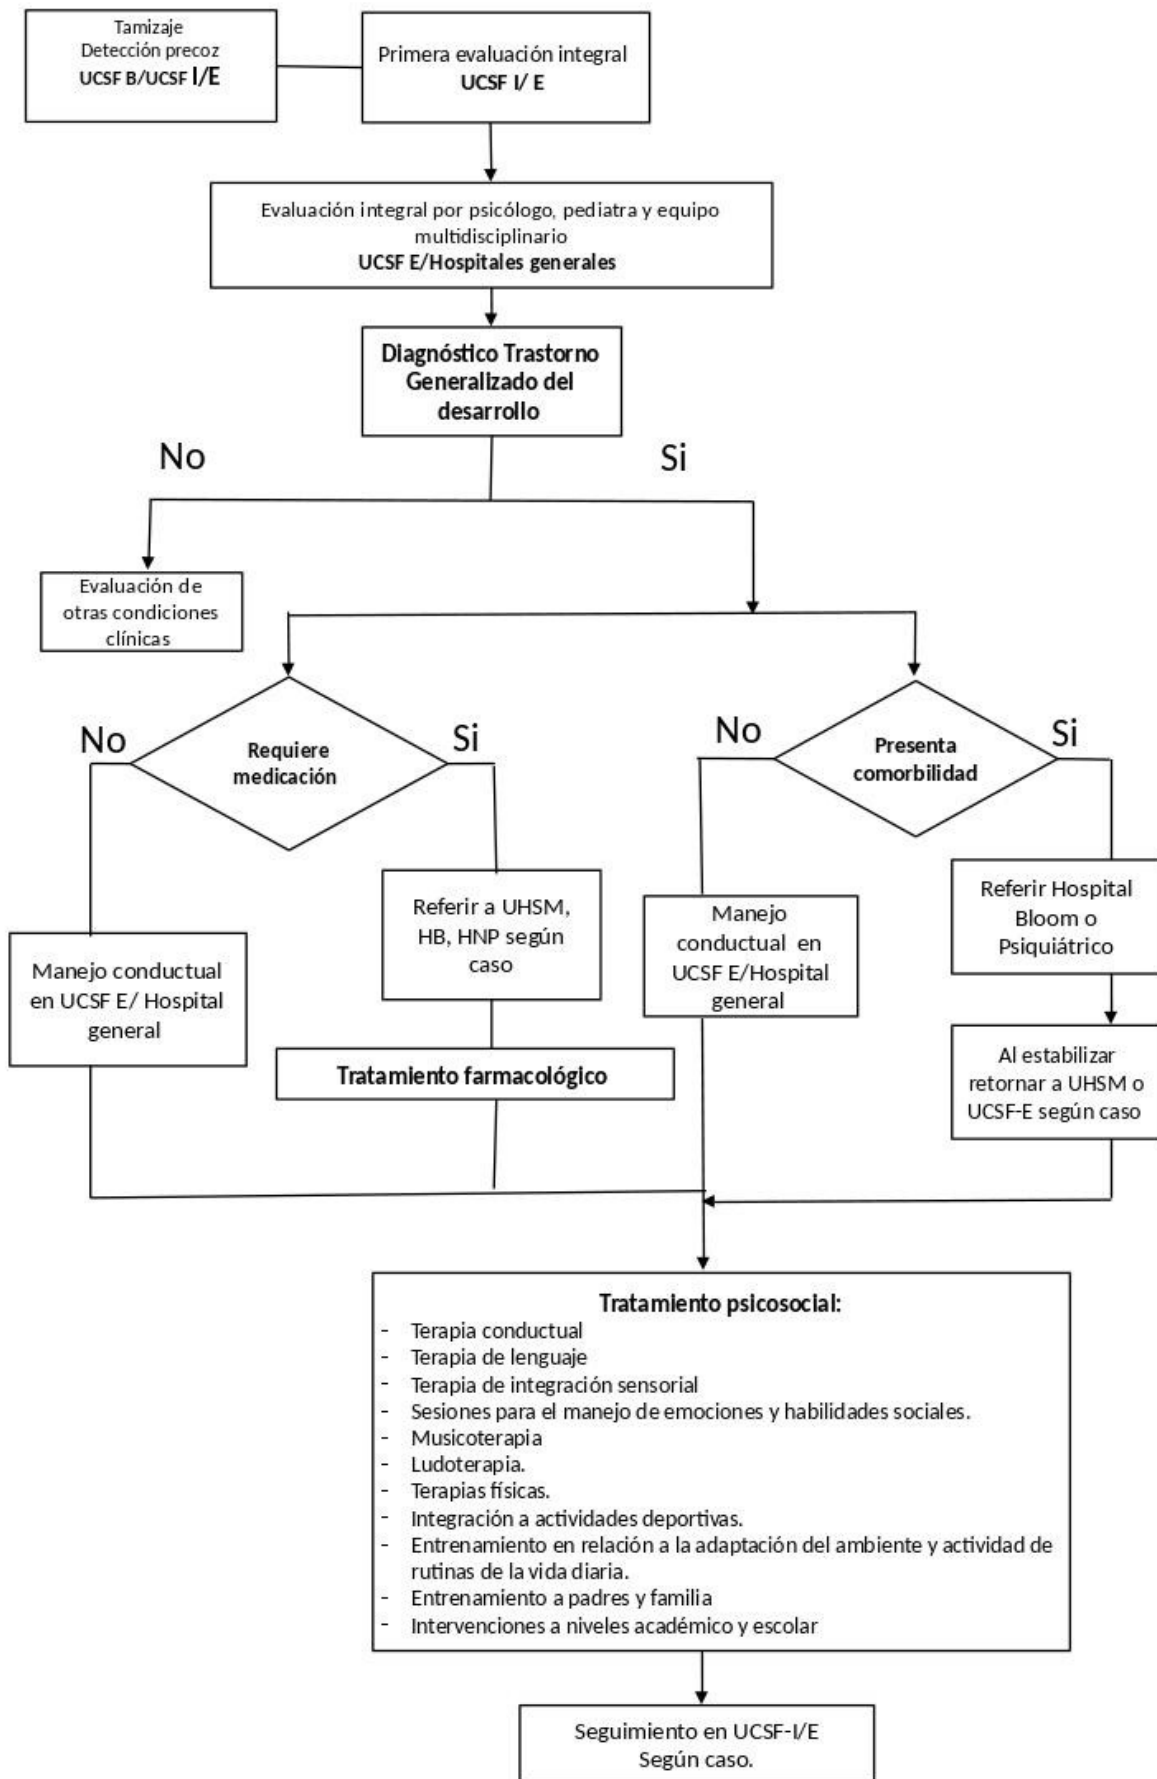 Tamizaje
Detección precoz
UCSF B/UCSF I/E
Primera evaluación integral
UCSF I/ E
Evaluación integral por psicólogo, pediatra y equipo
multidisciplinario
UCSF E/Hospitales generales
Diagnóstico Trastorno
Generalizado del
desarrollo
No
Si
Evaluación de
otras condiciones
clínicas
No
Requiere
medicación
Si
No
Presenta
comorbilidad
Si
Manejo conductual
en UCSF E/ Hospital
general
Referir a UHSM,
HB, HNP según
caso
Tratamiento farmacológico
Manejo
conductual en
UCSF E/Hospital
general
Referir Hospital
Bloom o
Psiquiátrico
Al estabilizar
retornar a UHSM o
UCSF-E según caso
Tratamiento psicosocial:
- Terapia conductual
- Terapia de lenguaje
- Terapia de integración sensorial
- Sesiones para el manejo de emociones y habilidades sociales.
- Musicoterapia
- Ludoterapia.
- Terapias físicas.
- Integración a actividades deportivas.
- Entrenamiento en relación a la adaptación del ambiente y actividad de
rutinas de la vida diaria.
- Entrenamiento a padres y familia
- Intervenciones a niveles académico y escolar
Seguimiento en UCSF-I/E
Según caso.